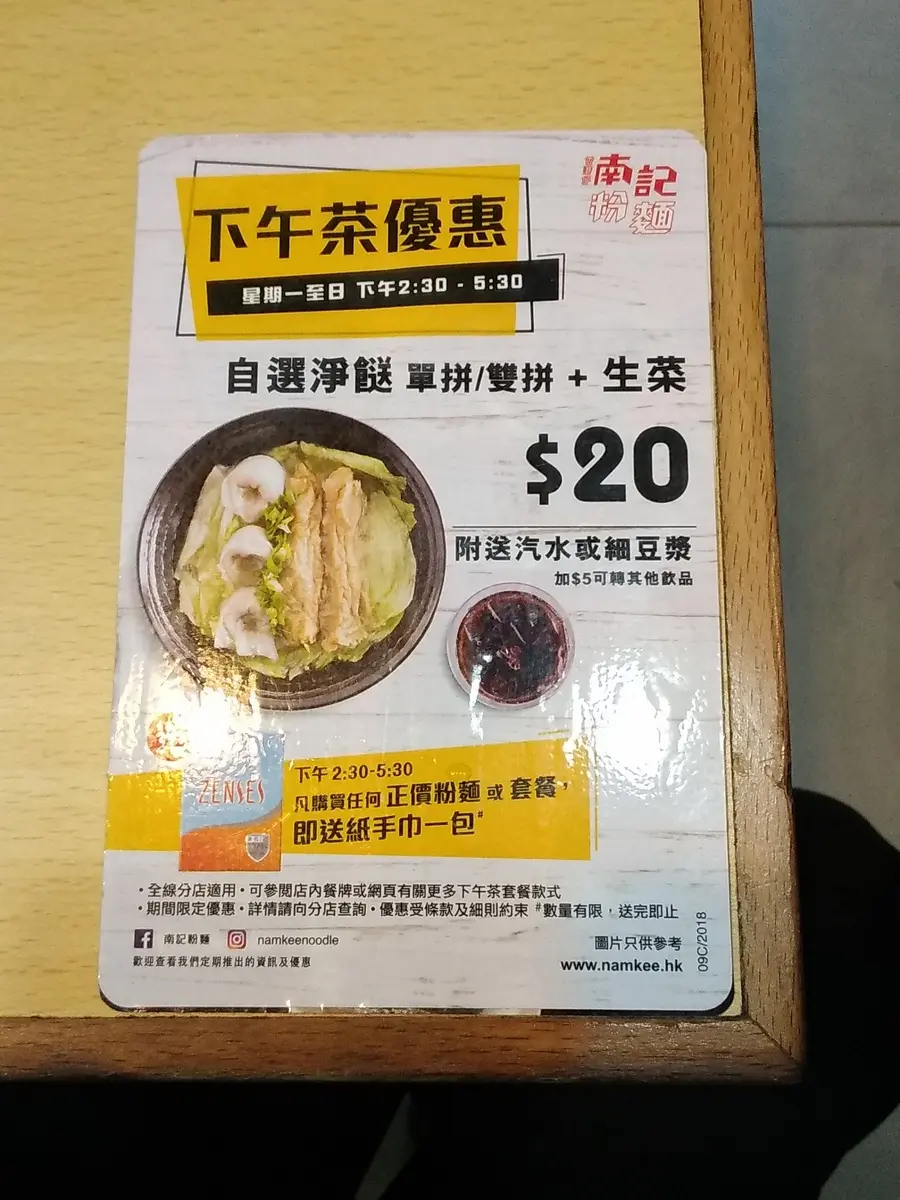 南記
粉麵
下午茶優惠
星期一至日 下午2:30 - 5:30
自選淨餸 單拼/雙拼 + 生菜
$20
附送汽水或細豆漿
加$5可轉其他飲品
ZENSES
下午 2:30-5:30
凡購買任何 正價粉麵 或 套餐，
即送紙手巾一包#
•全線分店適用•可參閱店內餐牌或網頁有關更多下午茶套餐款式
•期間限定優惠•詳情請向分店查詢•優惠受條款及細則約束 #數量有限，送完即止
南記粉麵 namkeenoodle
歡迎查看我們定期推出的資訊及優惠
圖片只供參考
www.namkee.hk
09C/2018